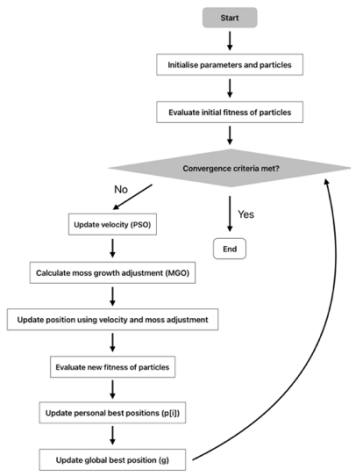 Start
Initialise parameters and particles
Evaluate initial fitness of particles
Convergence criteria met?
No
Yes
Update velocity (PSO)
End
Calculate moss growth adjustment (MGO)
Update position using velocity and moss adjustment
Evaluate new fitness of particles
Update personal best positions (p[i])
Update global best position (g)